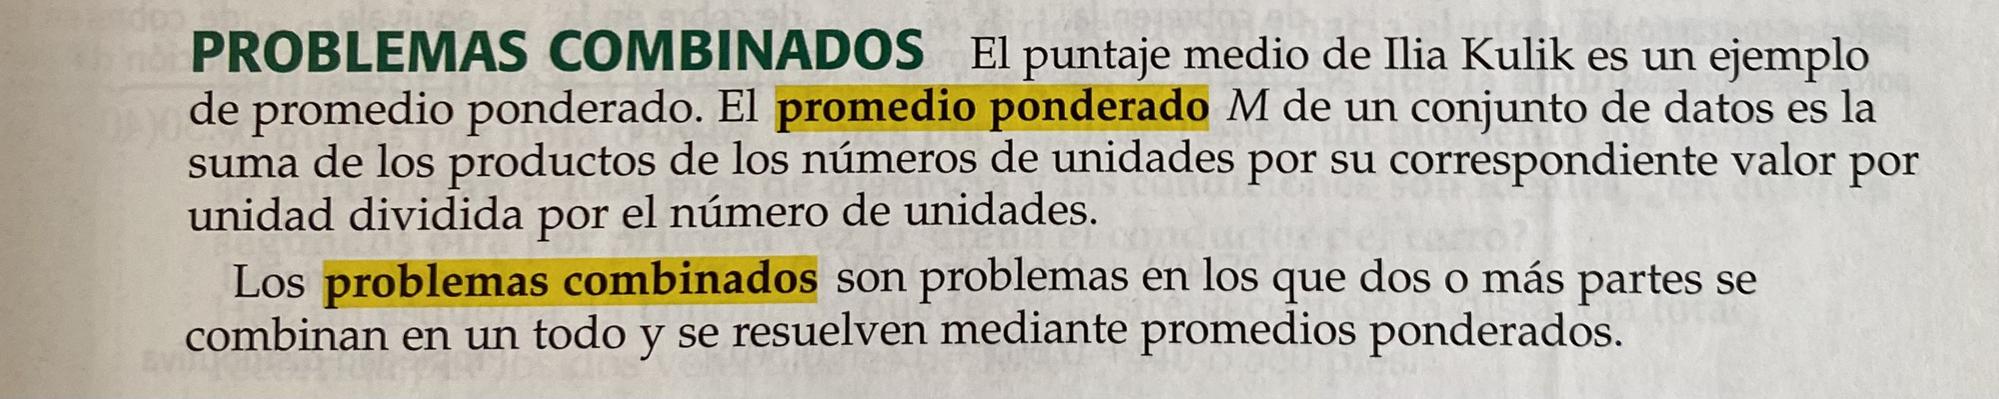 PROBLEMAS COMBINADOS El puntaje medio de Ilia Kulik es un ejemplo
de promedio ponderado. El promedio ponderado M de un conjunto de datos es la
suma de los productos de los números de unidades por su correspondiente valor por
unidad dividida por el número de unidades.
Los problemas combinados son problemas en los que dos o más partes se
combinan en un todo y se resuelven mediante promedios ponderados.